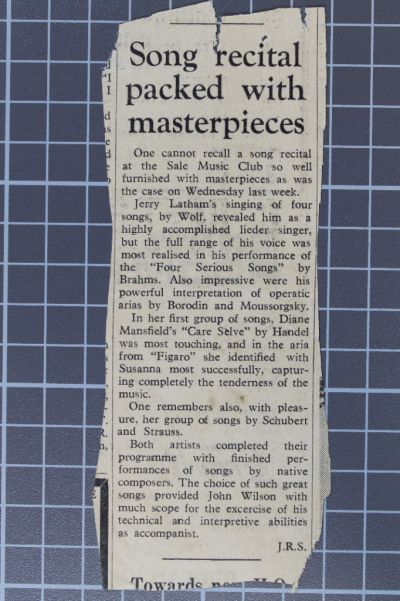 Song recital
packed with
masterpieces
One cannot recall a song recital
at the Sale Music Club so well
furnished with masterpieces as was
the case on Wednesday last week.
Jerry Latham's singing of four
songs, by Wolf, revealed him as a
highly accomplished lieder singer,
but the full range of his voice was
most realised in his performance of
the "Four Serious Songs" by
Brahms. Also impressive were his
powerful interpretation of operatic
arias by Borodin and Moussorgsky.
In her first group of songs, Diane
Mansfield's "Care Selve" by Handel
was most touching, and in the aria
from "Figaro" she identified with
Susanna most successfully, captur-
ing completely the tenderness of the
music.
One remembers also, with pleas-
ure, her group of songs by Schubert
and Strauss.
Both artists completed their
programme with finished per-
formances of songs by native
composers. The choice of such great
songs provided John Wilson with
much scope for the excercise of his
technical and interpretive abilities
as accompanist.
J.R.S.
Towards